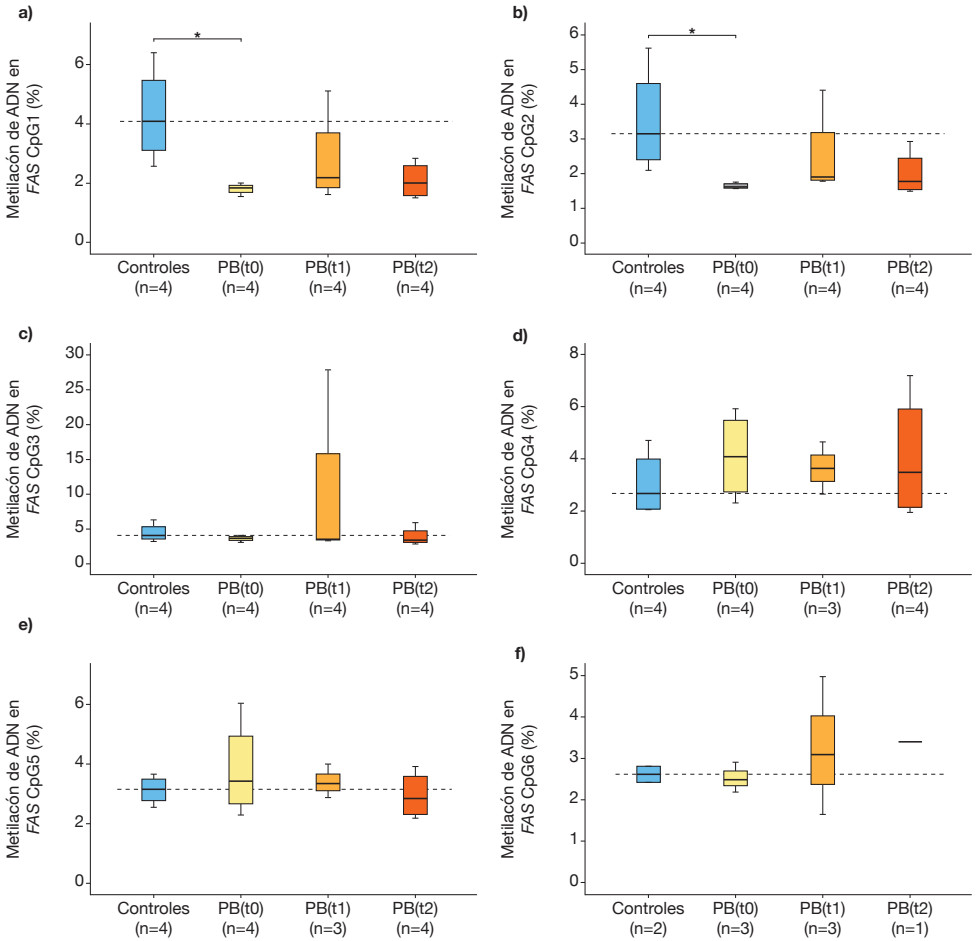 a)
Metilacón de ADN en
FAS CpG1 (%)
6
4
2
0
*
Controles
(n=4)
PB(t0)
(n=4)
PB(t1)
(n=4)
PB(t2)
(n=4)
b)
Metilacón de ADN en
FAS CpG2 (%)
6
5
4
3
2
1
0
*
Controles
(n=4)
PB(t0)
(n=4)
PB(t1)
(n=4)
PB(t2)
(n=4)
c)
Metilacón de ADN en
FAS CpG3 (%)
30
25
20
15
10
5
0
Controles
(n=4)
PB(t0)
(n=4)
PB(t1)
(n=4)
PB(t2)
(n=4)
d)
Metilacón de ADN en
FAS CpG4 (%)
8
6
4
2
0
Controles
(n=4)
PB(t0)
(n=4)
PB(t1)
(n=3)
PB(t2)
(n=4)
e)
Metilacón de ADN en
FAS CpG5 (%)
6
4
2
0
Controles
(n=4)
PB(t0)
(n=4)
PB(t1)
(n=3)
PB(t2)
(n=4)
f)
Metilacón de ADN en
FAS CpG6 (%)
5
4
3
2
1
0
Controles
(n=2)
PB(t0)
(n=3)
PB(t1)
(n=3)
PB(t2)
(n=1)